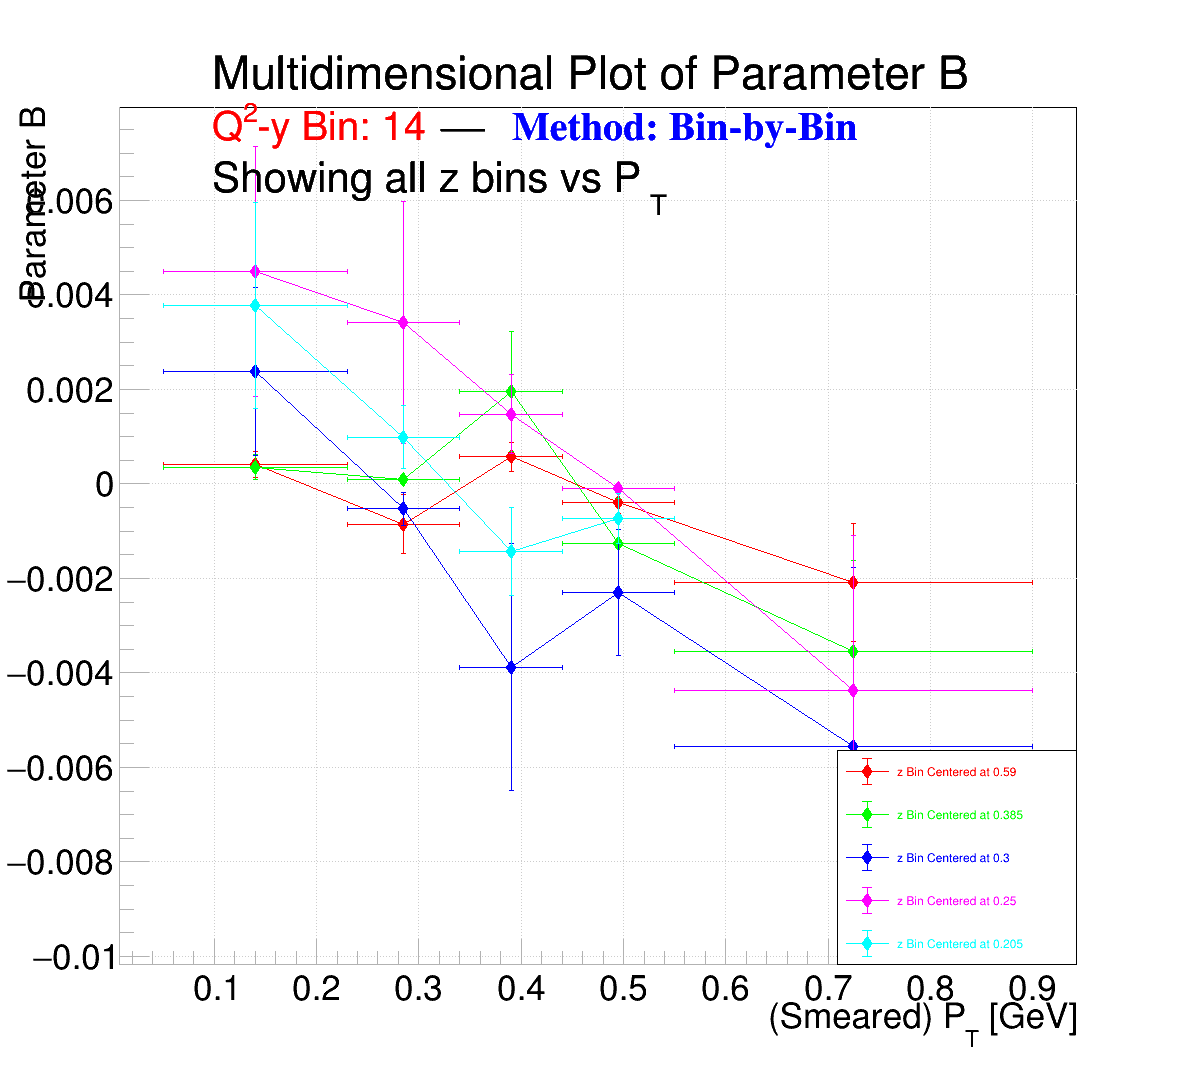 Multidimensional Plot of Parameter B
Q2-y Bin: 14 — Method: Bin-by-Bin
Showing all z bins vs PT
Parameter B
0.006
0.004
0.002
0
−0.002
−0.004
−0.006
−0.008
−0.01
z Bin Centered at 0.59
z Bin Centered at 0.385
z Bin Centered at 0.3
z Bin Centered at 0.25
z Bin Centered at 0.205
0.1 0.2 0.3 0.4 0.5 0.6 0.7 0.8 0.9
(Smeared) PT [GeV]